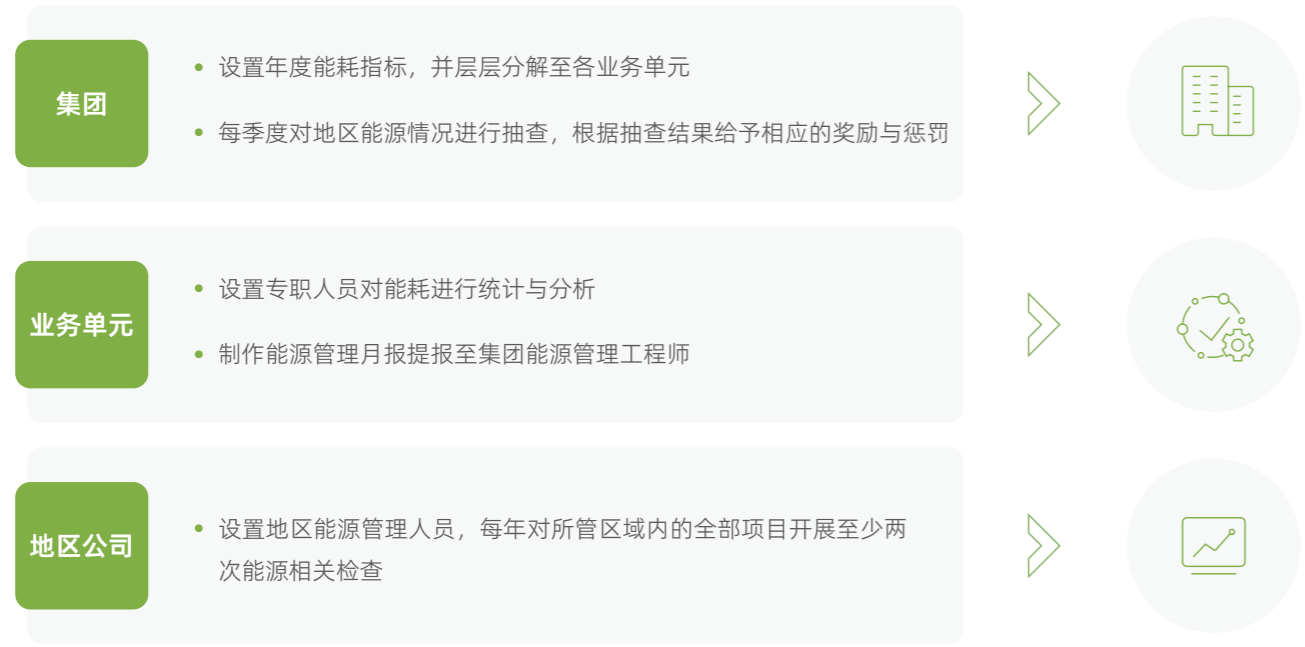 集团
设置年度能耗指标，并层层分解至各业务单元
每季度对地区能源情况进行抽查，根据抽查结果给予相应的奖励与惩罚
业务单元
设置专职人员对能耗进行统计与分析
制作能源管理月报提报至集团能源管理工程师
地区公司
设置地区能源管理人员，每年对所管区域内的全部项目开展至少两
次能源相关检查